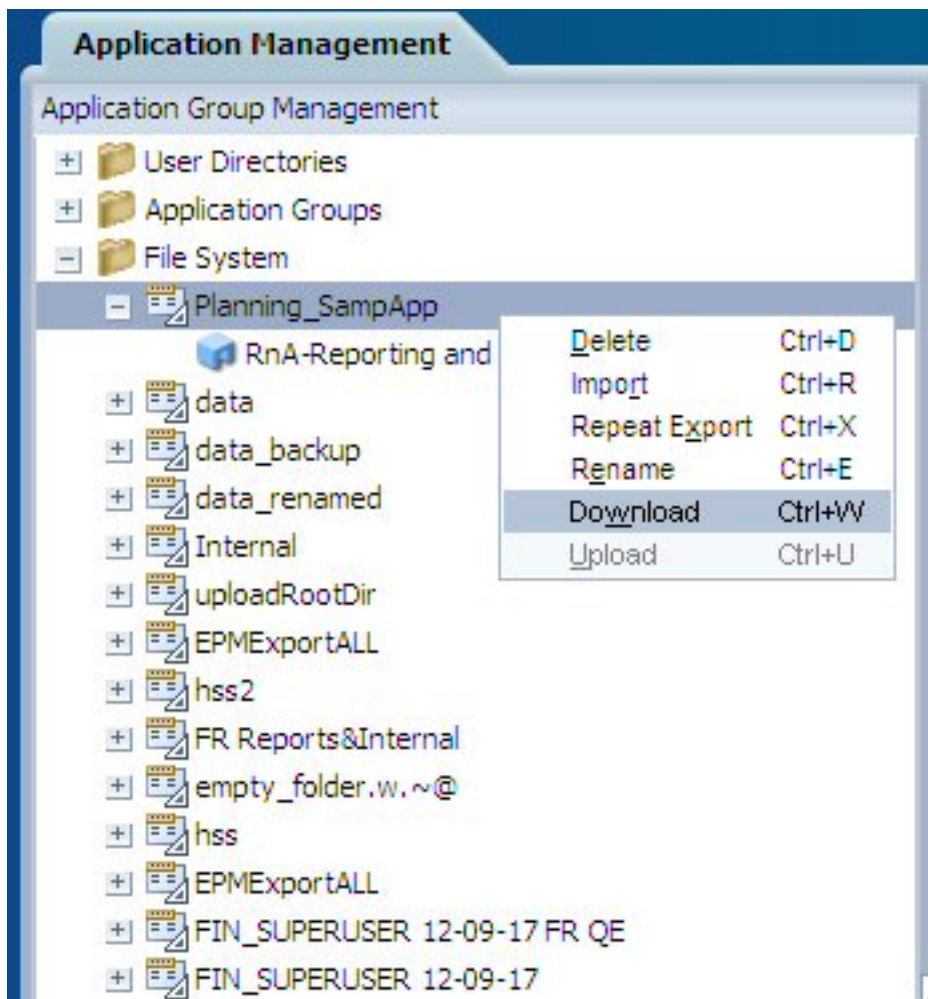 Application Management
Application Group Management
User Directories
Application Groups
File System
Planning_SampApp
RnA-Reporting and
Delete Ctrl+D
Import Ctrl+R
Repeat Export Ctrl+X
Rename Ctrl+E
Download Ctrl+W
Upload Ctrl+U
data
data_backup
data_renamed
Internal
uploadRootDir
EPMExportALL
hss2
FR Reports&Internal
empty_folder.w.~@
hss
EPMExportALL
FIN_SUPERUSER 12-09-17 FR QE
FIN_SUPERUSER 12-09-17